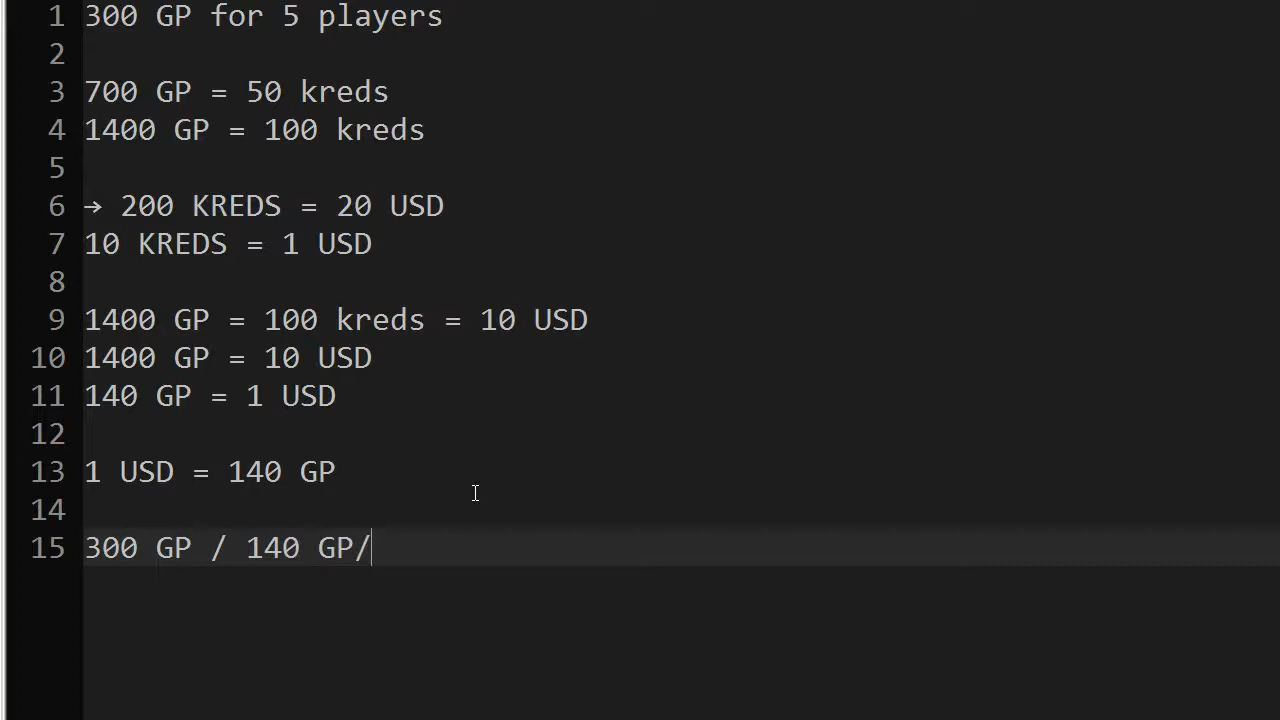 1 300 GP for 5 players
2
3 700 GP = 50 kreds
4 1400 GP = 100 kreds
5
6 → 200 KREDS = 20 USD
7 10 KREDS = 1 USD
8
9 1400 GP = 100 kreds = 10 USD
10 1400 GP = 10 USD
11 140 GP = 1 USD
12
13 1 USD = 140 GP
14
15 300 GP / 140 GP/